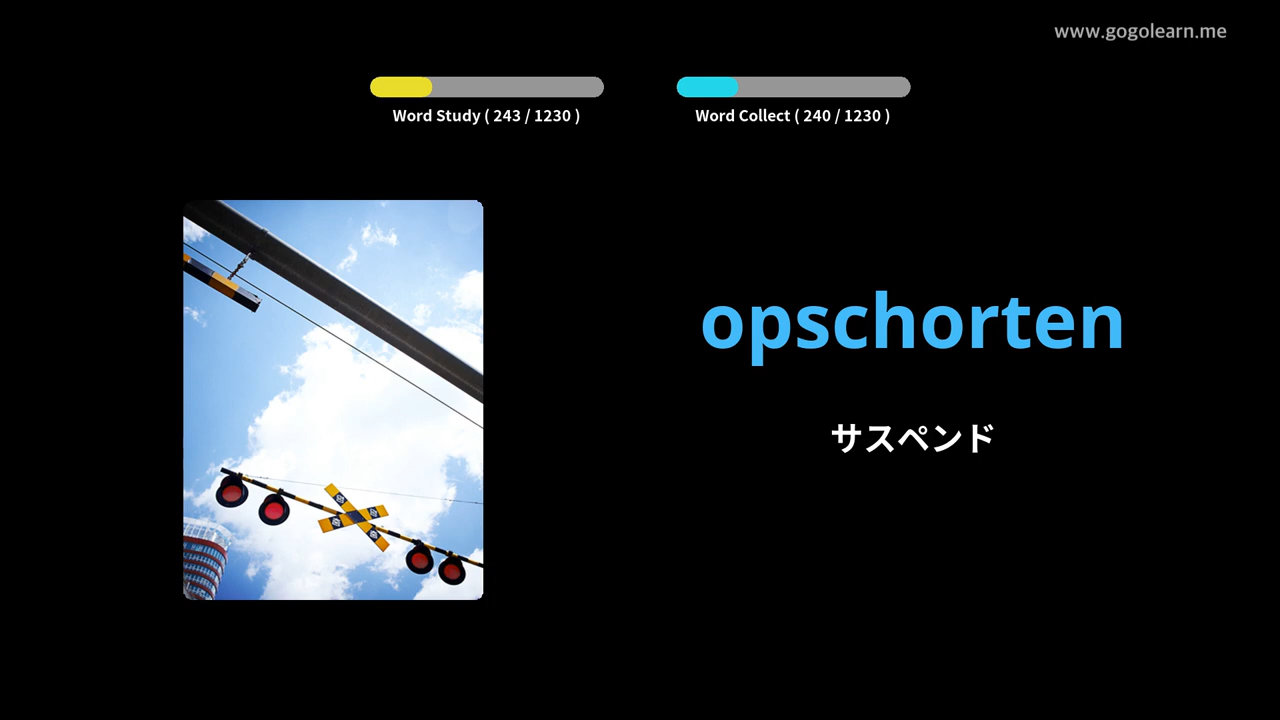 www.gogolearn.me
Word Study ( 243 / 1230 )
Word Collect ( 240 / 1230 )
opschorten
サスペンド